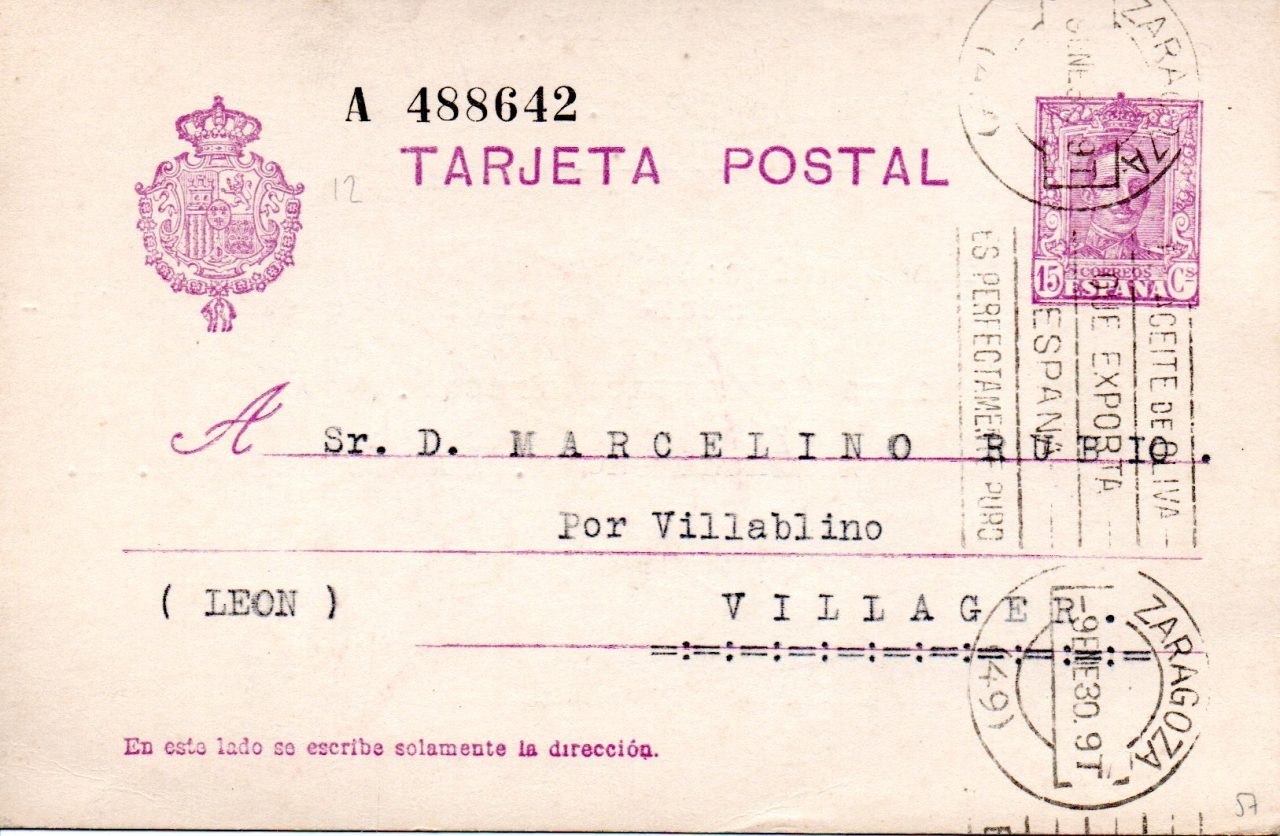 A 488642
TARJETA POSTAL
12
CORREOS
15 ESPAÑA Cs
A Sr. D. MARCELINO RUBIO.
Por Villablino
( LEON ) VILLAGER.
=:=:=:=:=:=:=:=:=:=:=
En este lado se escribe solamente la dirección.
ZARAGOZA
ACEITE DE OLIVA
QUE EXPORTA
ESPAÑA
ES PERFECTAMENTE PURO
ZARAGOZA
-9 ENE 30. 9T
(49)
57